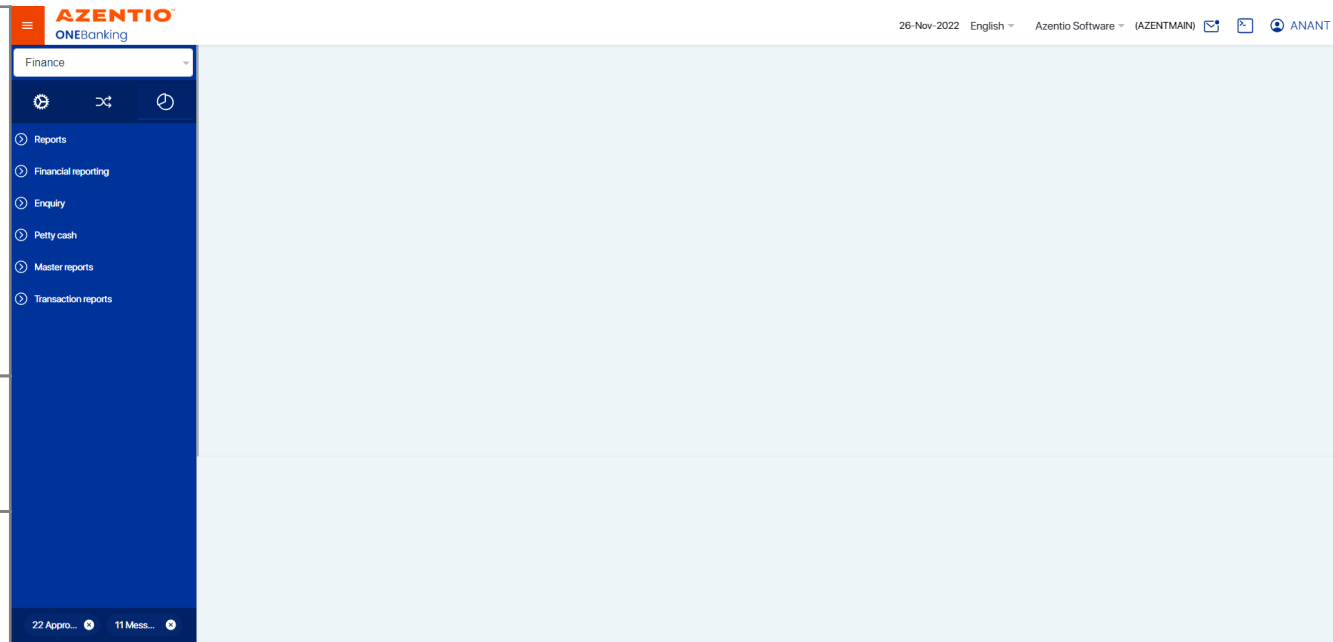 AZENTIO™
ONEBanking
26-Nov-2022 English Azentio Software (AZENTMAIN) ANANT
Finance
Reports
Financial reporting
Enquiry
Petty cash
Master reports
Transaction reports
22 Appro... 11 Mess...